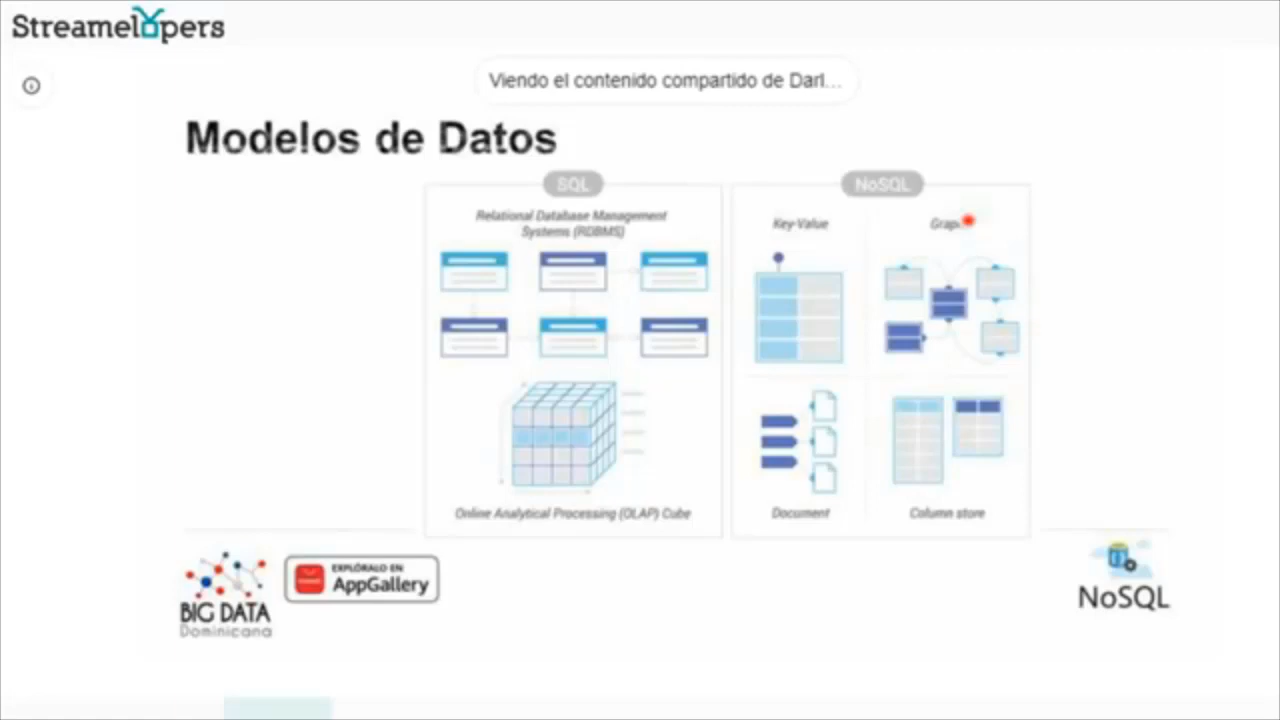 Streamelopers
Viendo el contenido compartido de Darl...
Modelos de Datos
SQL
NoSQL
Relational Database Management
Systems (RDBMS)
Key-Value
Online Analytical Processing (OLAP) Cube
Document
Column store
BIG DATA
Dominicana
EXPLÓRALO EN
AppGallery
NoSQL